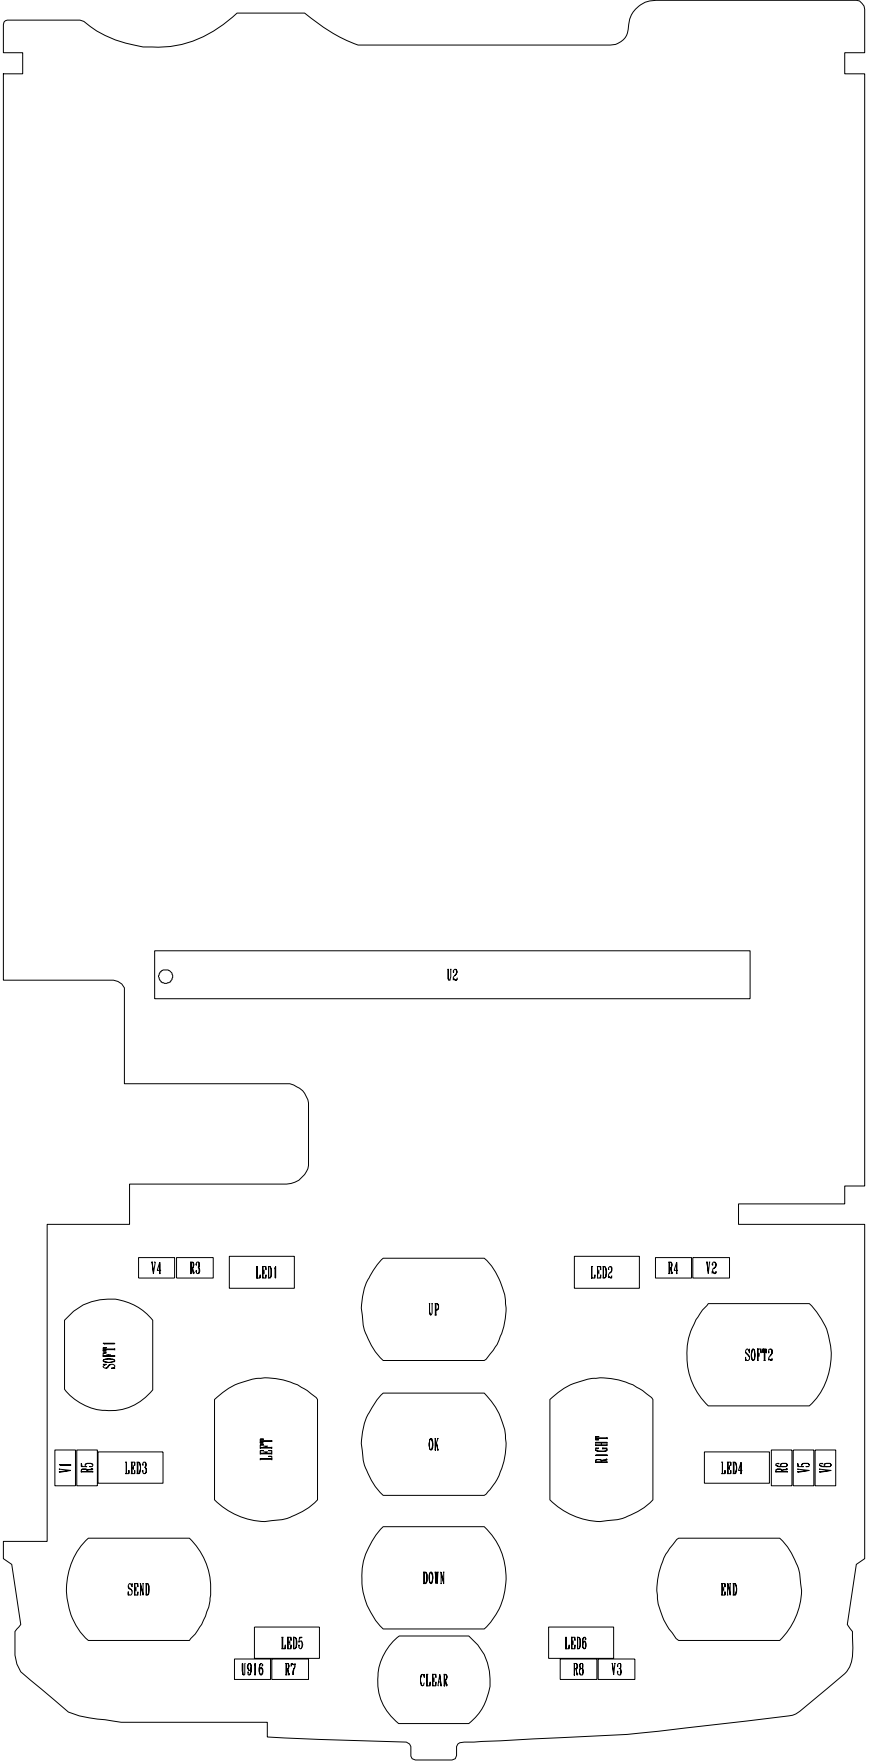 U2
V4 R3 LED1 LED2 R4 V2
UP
SOFT1 SOFT2
LEFT OK RIGHT
V1 R5 LED3 LED4 R6 V5 V6
DOWN
SEND END
LED5 LED6
U916 R7 R8 V3
CLEAR